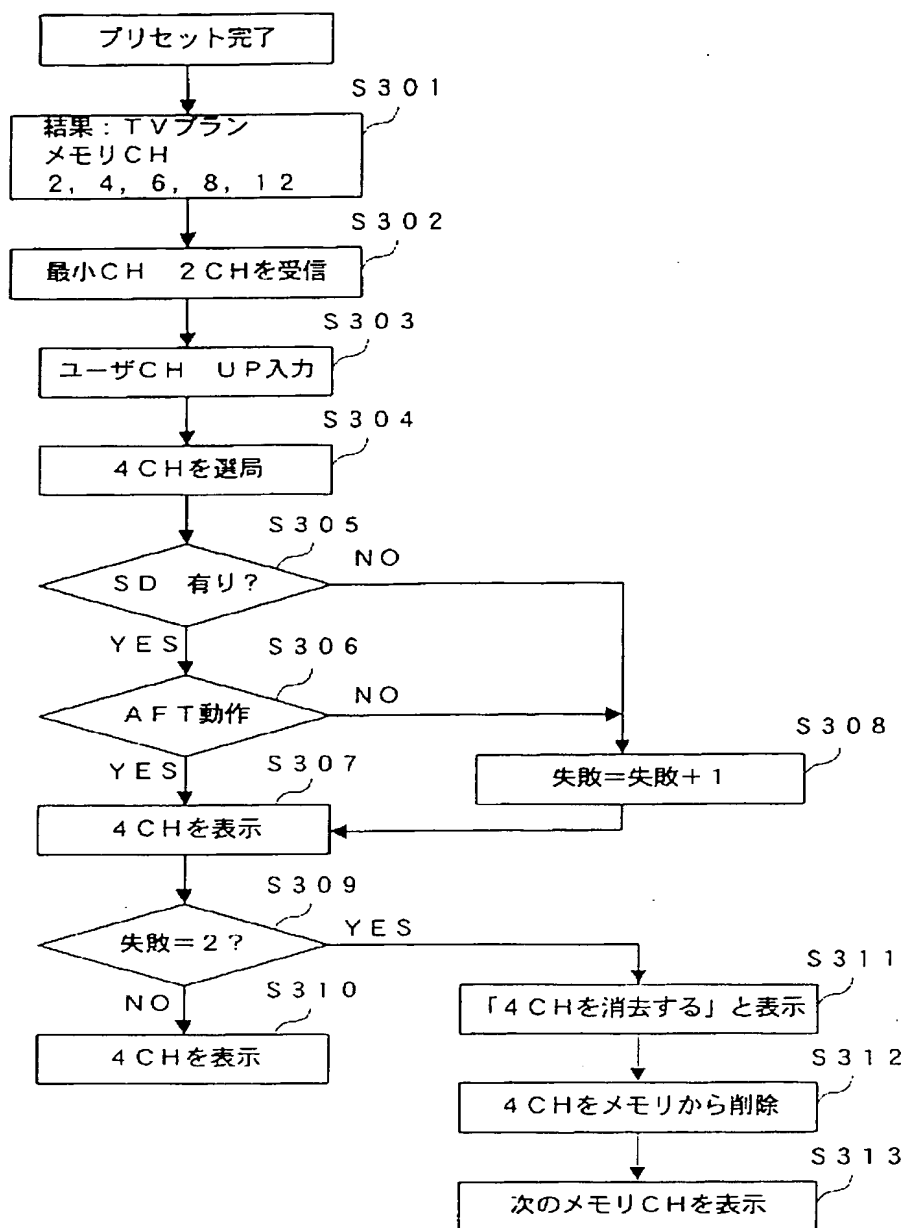 プリセット完了
S301
結果：TVプラン
メモリCH
2，4，6，8，12
S302
最小CH　2CHを受信
S303
ユーザCH　UP入力
S304
4CHを選局
S305
SD　有り？
NO
YES
S306
AFT動作
NO
YES
S307
S308
失敗＝失敗＋1
4CHを表示
S309
失敗＝2？
YES
NO
S310
4CHを表示
S311
「4CHを消去する」と表示
S312
4CHをメモリから削除
S313
次のメモリCHを表示